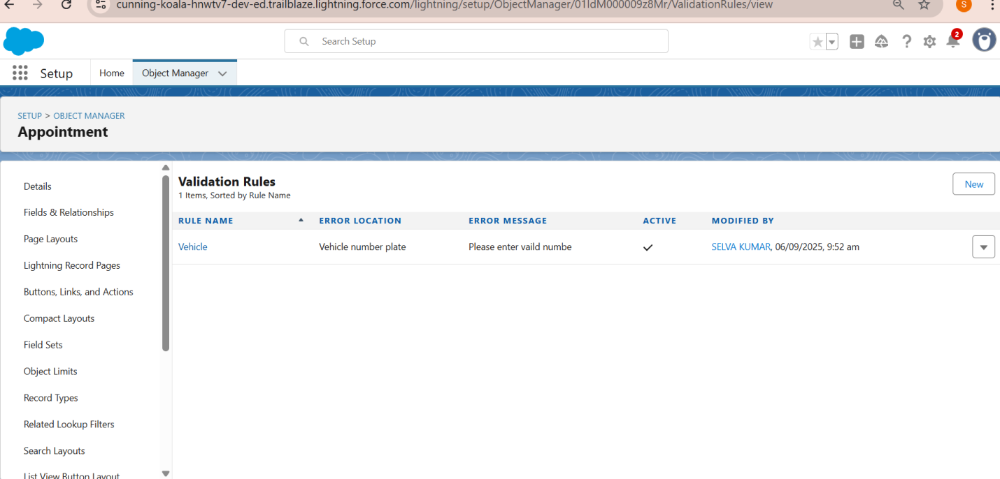 cunning-koala-hnwtv7-dev-ed.trailblaze.lightning.force.com/lightning/setup/ObjectManager/01IdM000009z8Mr/ValidationRules/view
S
Search Setup
2
Setup
Home
Object Manager
SETUP > OBJECT MANAGER
Appointment
Details
Fields & Relationships
Page Layouts
Lightning Record Pages
Buttons, Links, and Actions
Compact Layouts
Field Sets
Object Limits
Record Types
Related Lookup Filters
Search Layouts
List View Button Layout
Validation Rules
1 Items, Sorted by Rule Name
New
RULE NAME ERROR LOCATION ERROR MESSAGE ACTIVE MODIFIED BY
Vehicle Vehicle number plate Please enter vaild numbe SELVA KUMAR, 06/09/2025, 9:52 am